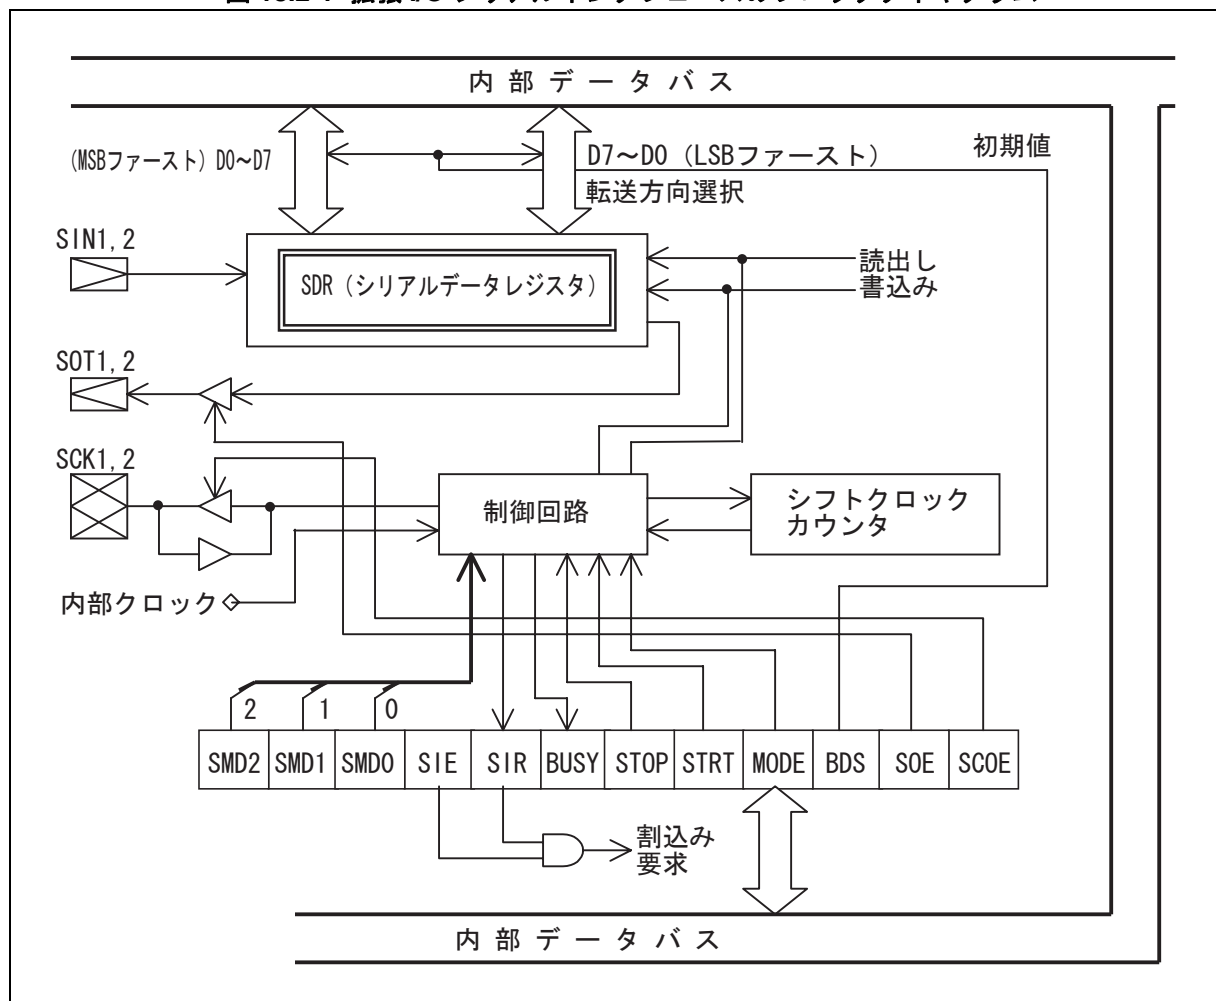 内部データバス
(MSBファースト) D0～D7
D7～D0 (LSBファースト)
初期値
転送方向選択
SIN1, 2
SDR (シリアルデータレジスタ)
読出し
書込み
SOT1, 2
SCK1, 2
制御回路
シフトクロック
カウンタ
内部クロック
2 1 0
SMD2 SMD1 SMD0 SIE SIR BUSY STOP STRT MODE BDS SOE SCOE
割込み
要求
内部データバス